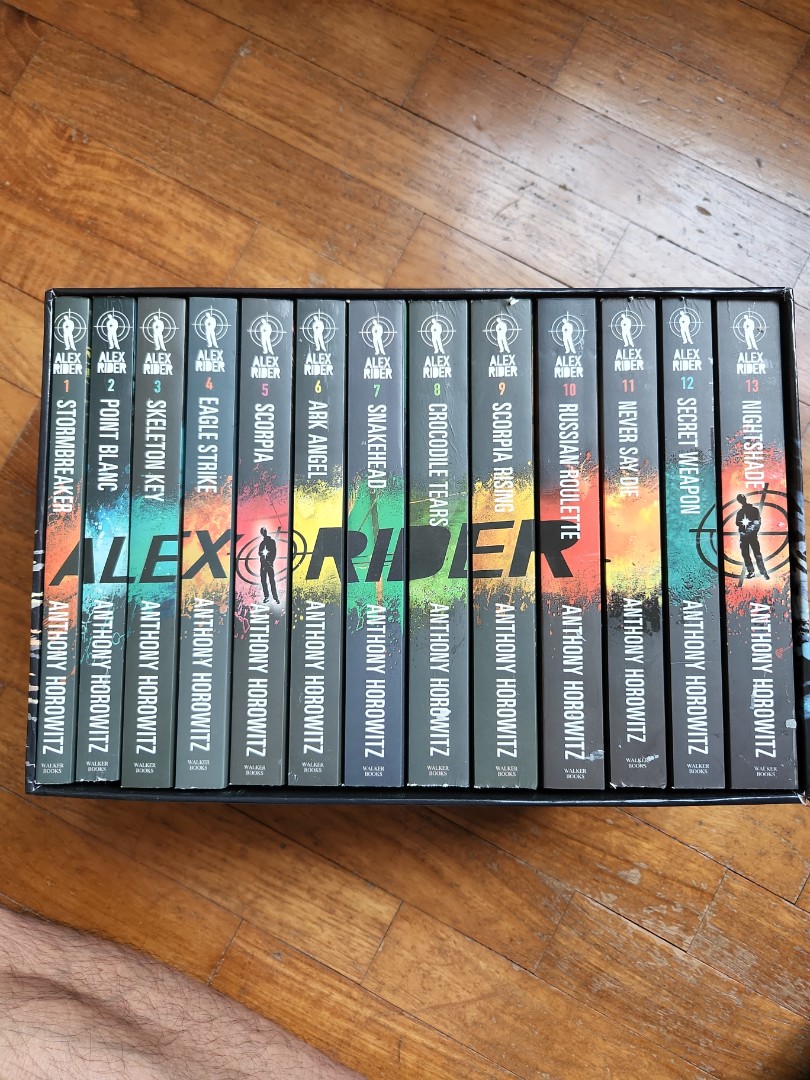 ALEX RIDER
1 STORMBREAKER
ANTHONY HOROWITZ
WALKER BOOKS
ALEX RIDER
2 POINT BLANC
ANTHONY HOROWITZ
WALKER BOOKS
ALEX RIDER
3 SKELETON KEY
ANTHONY HOROWITZ
WALKER BOOKS
ALEX RIDER
4 EAGLE STRIKE
ANTHONY HOROWITZ
WALKER BOOKS
ALEX RIDER
5 SCORPIA
ANTHONY HOROWITZ
WALKER BOOKS
ALEX RIDER
6 ARK ANGEL
ANTHONY HOROWITZ
WALKER BOOKS
ALEX RIDER
7 SNAKEHEAD
ANTHONY HOROWITZ
WALKER BOOKS
ALEX RIDER
8 CROCODILE TEARS
ANTHONY HOROWITZ
WALKER BOOKS
ALEX RIDER
9 SCORPIA RISING
ANTHONY HOROWITZ
WALKER BOOKS
ALEX RIDER
10 RUSSIAN ROULETTE
ANTHONY HOROWITZ
WALKER BOOKS
ALEX RIDER
11 NEVER SAY DIE
ANTHONY HOROWITZ
WALKER BOOKS
ALEX RIDER
12 SECRET WEAPON
ANTHONY HOROWITZ
WALKER BOOKS
ALEX RIDER
13 NIGHTSHADE
ANTHONY HOROWITZ
WALKER BOOKS
ALEX RIDER